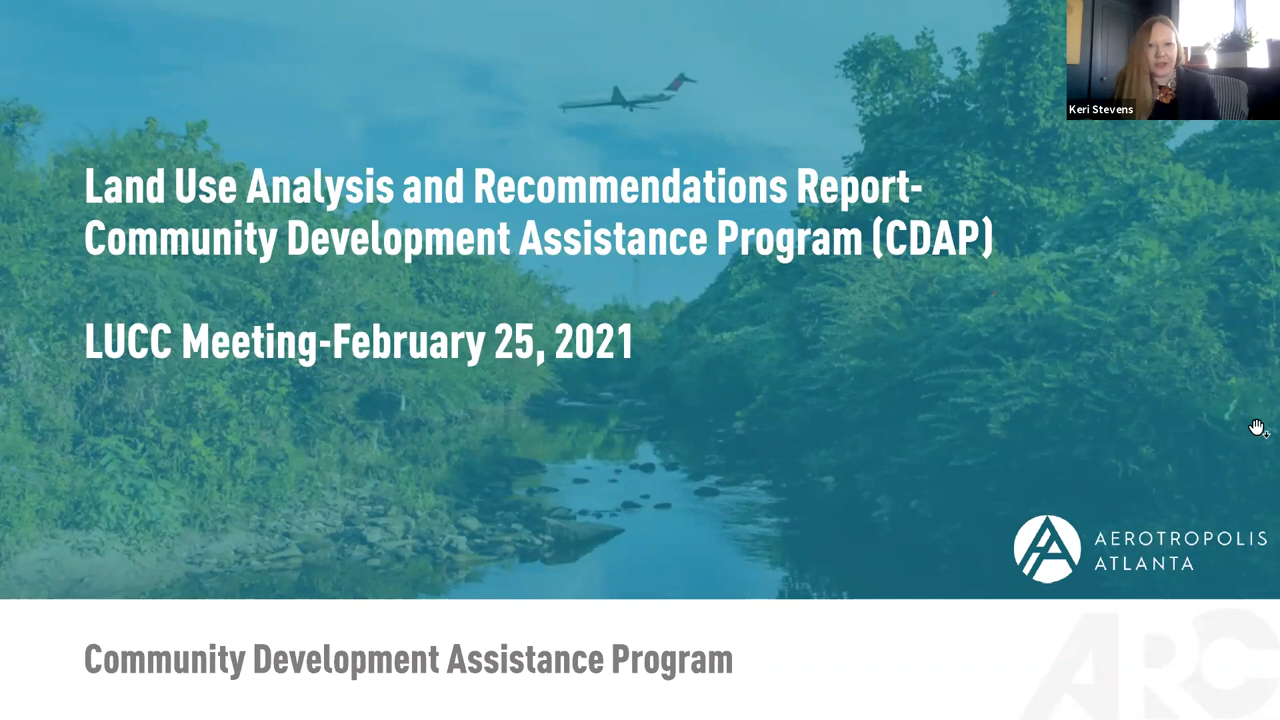 Keri Stevens
Land Use Analysis and Recommendations Report-
Community Development Assistance Program (CDAP)
LUCC Meeting-February 25, 2021
AEROTROPOLIS
ATLANTA
Community Development Assistance Program
ARC